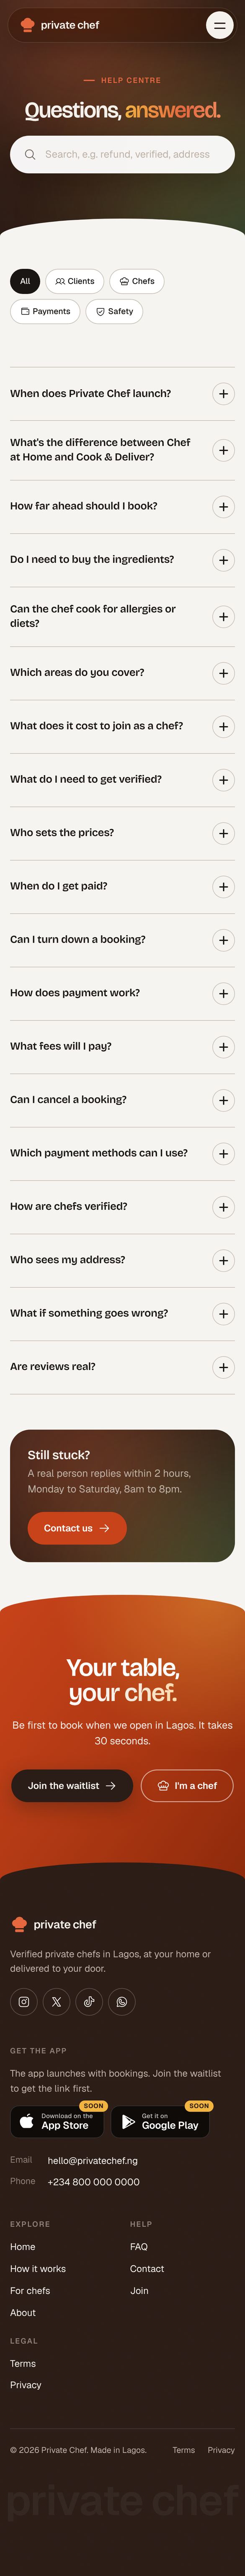 private chef
HELP CENTRE
Questions, answered.
Search, e.g. refund, verified, address
All
Clients
Chefs
Payments
Safety
When does Private Chef launch?
What's the difference between Chef
at Home and Cook & Deliver?
How far ahead should I book?
Do I need to buy the ingredients?
Can the chef cook for allergies or
diets?
Which areas do you cover?
What does it cost to join as a chef?
What do I need to get verified?
Who sets the prices?
When do I get paid?
Can I turn down a booking?
How does payment work?
What fees will I pay?
Can I cancel a booking?
Which payment methods can I use?
How are chefs verified?
Who sees my address?
What if something goes wrong?
Are reviews real?
Still stuck?
A real person replies within 2 hours,
Monday to Saturday, 8am to 8pm.
Contact us
Your table,
your chef.
Be first to book when we open in Lagos. It takes
30 seconds.
Join the waitlist
I'm a chef
private chef
Verified private chefs in Lagos, at your home or
delivered to your door.
GET THE APP
The app launches with bookings. Join the waitlist
to get the link first.
SOON
Download on the
App Store
SOON
Get it on
Google Play
Email hello@privatechef.ng
Phone +234 800 000 0000
EXPLORE
Home
How it works
For chefs
About
HELP
FAQ
Contact
Join
LEGAL
Terms
Privacy
© 2026 Private Chef. Made in Lagos.
Terms
Privacy
private chef